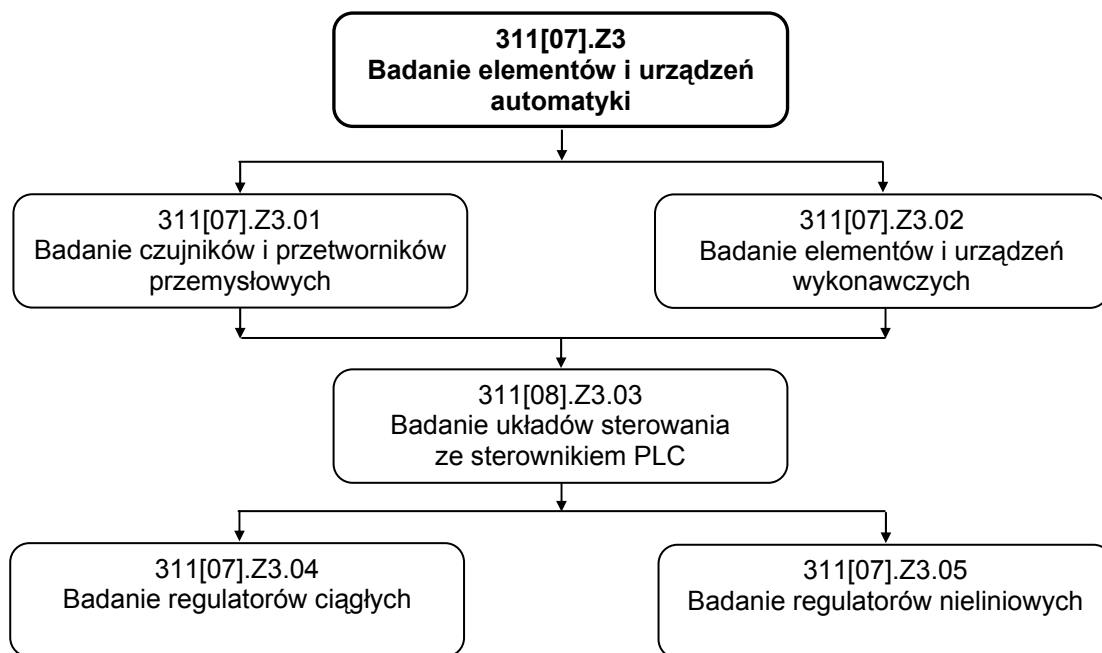 311[07].Z3
Badanie elementów i urządzeń
automatyki
311[07].Z3.01
Badanie czujników i przetworników
przemysłowych
311[07].Z3.02
Badanie elementów i urządzeń
wykonawczych
311[08].Z3.03
Badanie układów sterowania
ze sterownikiem PLC
311[07].Z3.04
Badanie regulatorów ciągłych
311[07].Z3.05
Badanie regulatorów nieliniowych